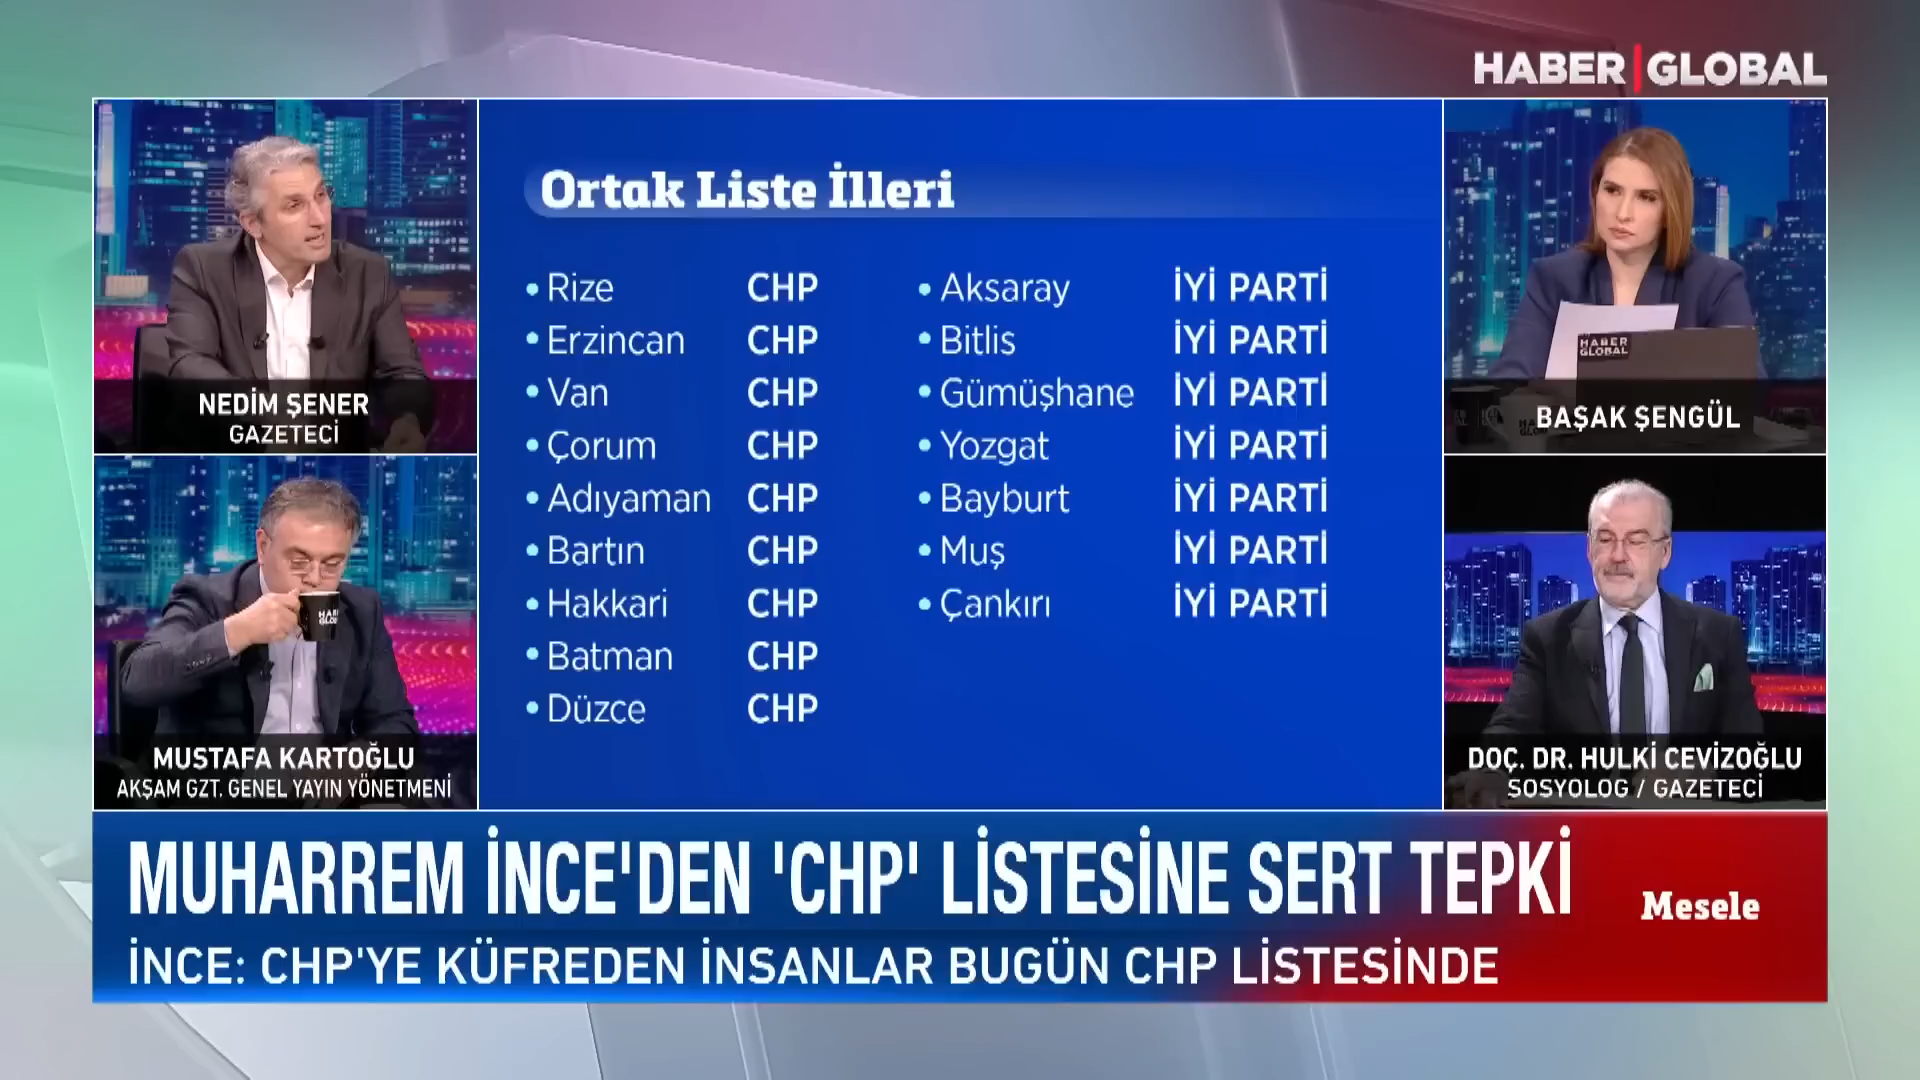 HABER GLOBAL
NEDİM ŞENER
GAZETECİ
MUSTAFA KARTOĞLU
AKŞAM GZT. GENEL YAYIN YÖNETMENİ
Ortak Liste İlleri
• Rize CHP
• Erzincan CHP
• Van CHP
• Çorum CHP
• Adıyaman CHP
• Bartın CHP
• Hakkari CHP
• Batman CHP
• Düzce CHP
• Aksaray İYİ PARTİ
• Bitlis İYİ PARTİ
• Gümüşhane İYİ PARTİ
• Yozgat İYİ PARTİ
• Bayburt İYİ PARTİ
• Muş İYİ PARTİ
• Çankırı İYİ PARTİ
HABER
GLOBAL
BAŞAK ŞENGÜL
DOÇ. DR. HULKİ CEVİZOĞLU
SOSYOLOG / GAZETECİ
MUHARREM İNCE'DEN 'CHP' LİSTESİNE SERT TEPKİ
İNCE: CHP'YE KÜFREDEN İNSANLAR BUGÜN CHP LİSTESİNDE
Mesele